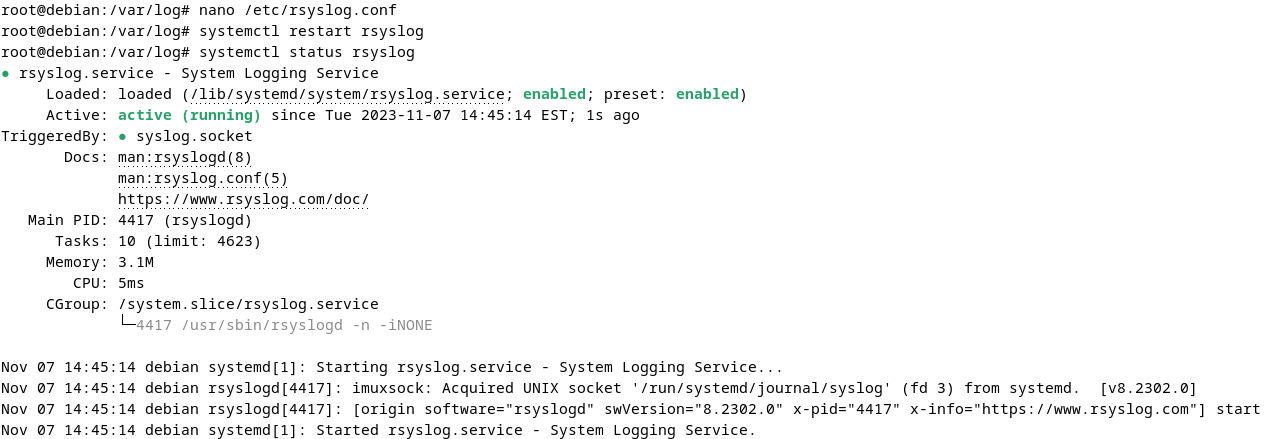 root@debian:/var/log# nano /etc/rsyslog.conf
root@debian:/var/log# systemctl restart rsyslog
root@debian:/var/log# systemctl status rsyslog
● rsyslog.service - System Logging Service
     Loaded: loaded (/lib/systemd/system/rsyslog.service; enabled; preset: enabled)
     Active: active (running) since Tue 2023-11-07 14:45:14 EST; 1s ago
TriggeredBy: ● syslog.socket
       Docs: man:rsyslogd(8)
             man:rsyslog.conf(5)
             https://www.rsyslog.com/doc/
   Main PID: 4417 (rsyslogd)
      Tasks: 10 (limit: 4623)
     Memory: 3.1M
        CPU: 5ms
     CGroup: /system.slice/rsyslog.service
             └─4417 /usr/sbin/rsyslogd -n -iNONE

Nov 07 14:45:14 debian systemd[1]: Starting rsyslog.service - System Logging Service...
Nov 07 14:45:14 debian rsyslogd[4417]: imuxsock: Acquired UNIX socket '/run/systemd/journal/syslog' (fd 3) from systemd.  [v8.2302.0]
Nov 07 14:45:14 debian rsyslogd[4417]: [origin software="rsyslogd" swVersion="8.2302.0" x-pid="4417" x-info="https://www.rsyslog.com"] start
Nov 07 14:45:14 debian systemd[1]: Started rsyslog.service - System Logging Service.